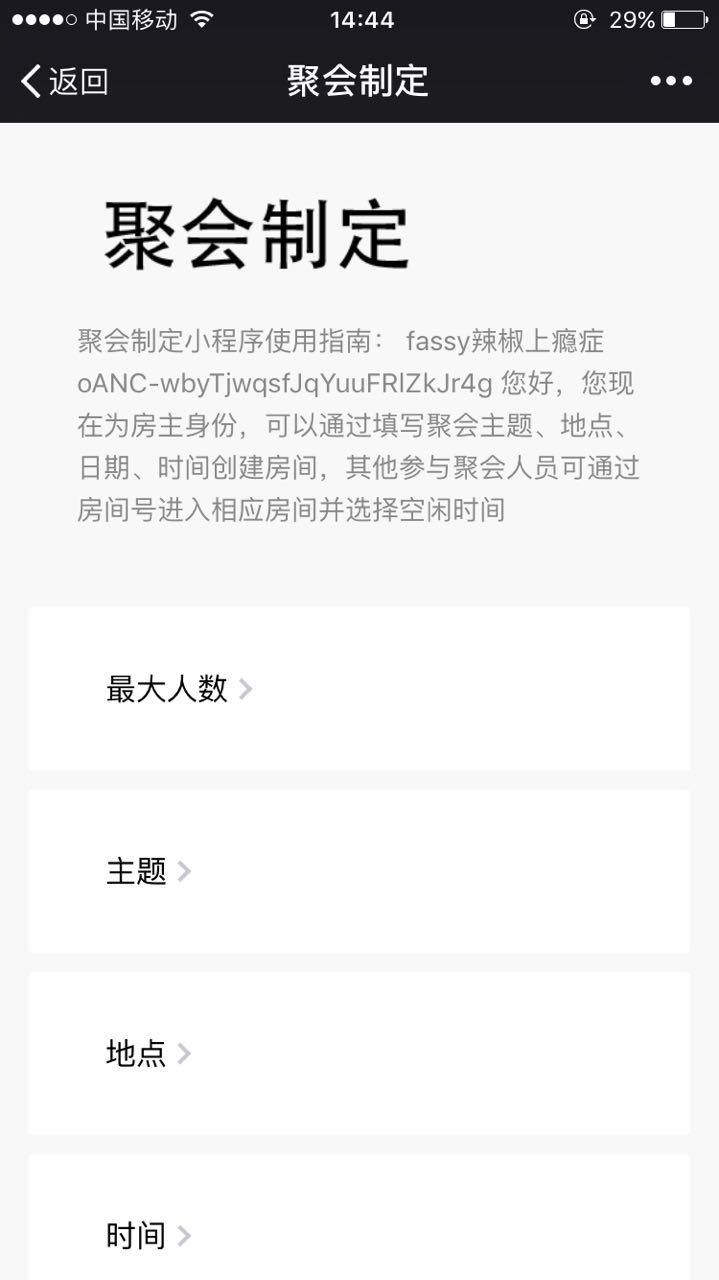 中国移动 14:44 29%
返回 聚会制定
聚会制定
聚会制定小程序使用指南： fassy辣椒上瘾症
oANC-wbyTjwqsfJqYuuFRlZkJr4g 您好，您现
在为房主身份，可以通过填写聚会主题、地点、
日期、时间创建房间，其他参与聚会人员可通过
房间号进入相应房间并选择空闲时间
最大人数
主题
地点
时间